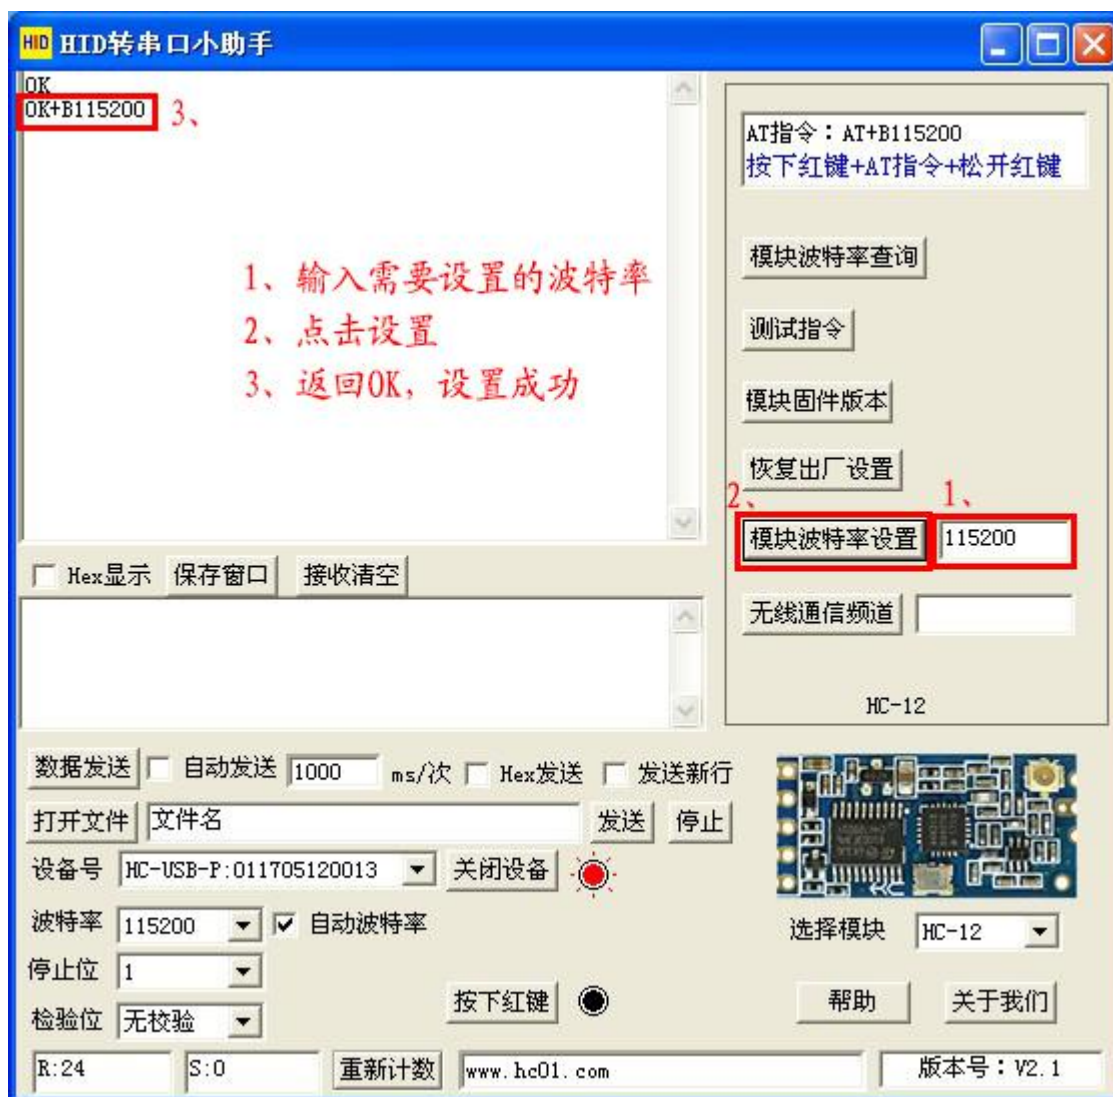 HID HID转串口小助手
OK
OK+B115200 3、
1、输入需要设置的波特率
2、点击设置
3、返回OK，设置成功
AT指令：AT+B115200
按下红键+AT指令+松开红键
模块波特率查询
测试指令
模块固件版本
恢复出厂设置
2、 1、
模块波特率设置 115200
无线通信频道
HC-12
Hex显示 保存窗口 接收清空
数据发送 自动发送 1000 ms/次 Hex发送 发送新行
打开文件 文件名 发送 停止
设备号 HC-USB-P:011705120013 关闭设备
波特率 115200 自动波特率
选择模块 HC-12
停止位 1
按下红键
帮助 关于我们
检验位 无校验
R:24 S:0 重新计数 www.hc01.com 版本号：V2.1